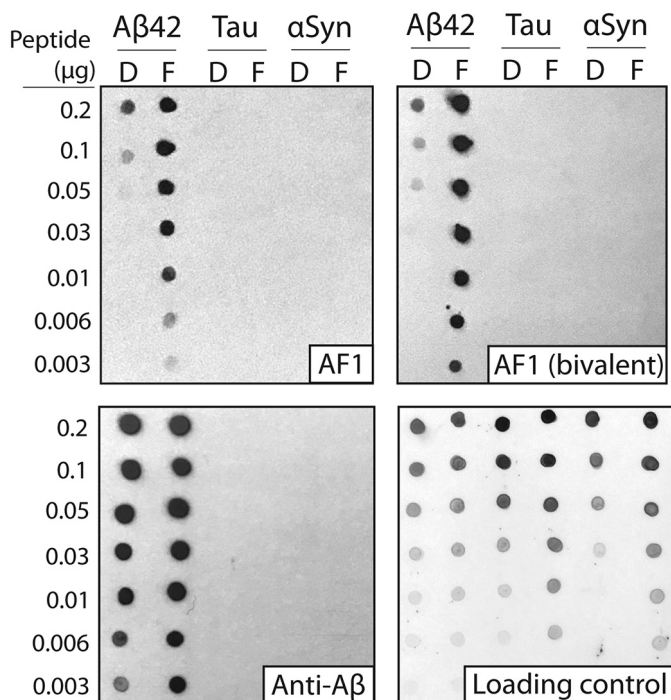 Peptide
(µg)
Aβ42 Tau αSyn
D F D F D F
Aβ42 Tau αSyn
D F D F D F
0.2
0.1
0.05
0.03
0.01
0.006
0.003
AF1
AF1 (bivalent)
0.2
0.1
0.05
0.03
0.01
0.006
0.003
Anti-Aβ
Loading control